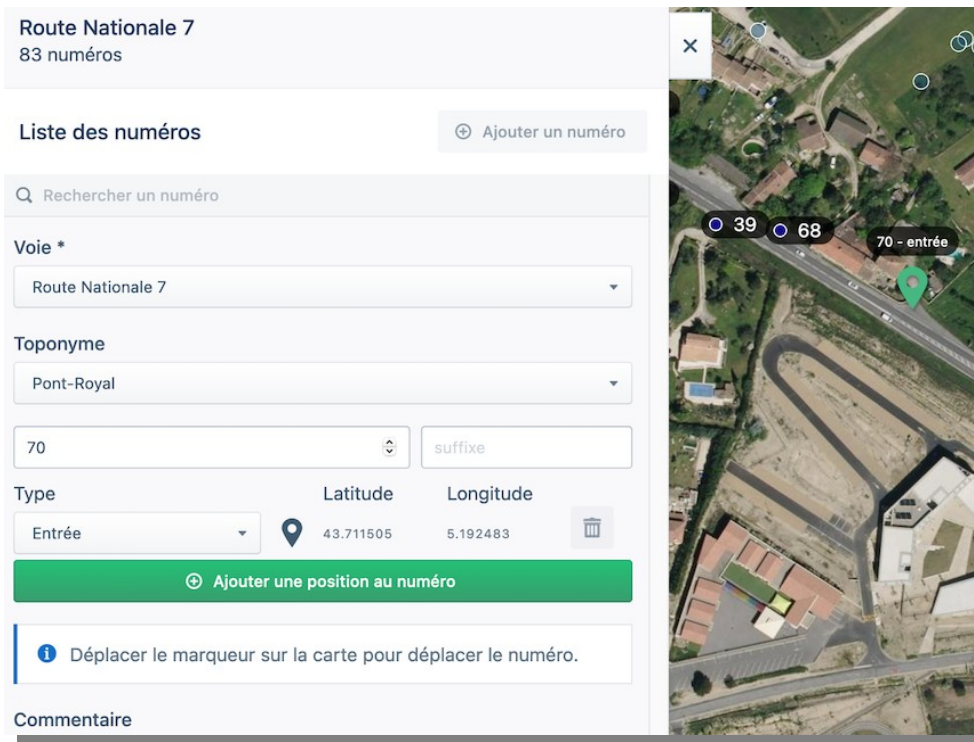 Route Nationale 7
83 numéros
Liste des numéros
Ajouter un numéro
Rechercher un numéro
Voie *
Route Nationale 7
Toponyme
Pont-Royal
70
suffixe
Type
Latitude
Longitude
Entrée
43.711505
5.192483
Ajouter une position au numéro
Déplacer le marqueur sur la carte pour déplacer le numéro.
Commentaire
39
68
70 - entrée